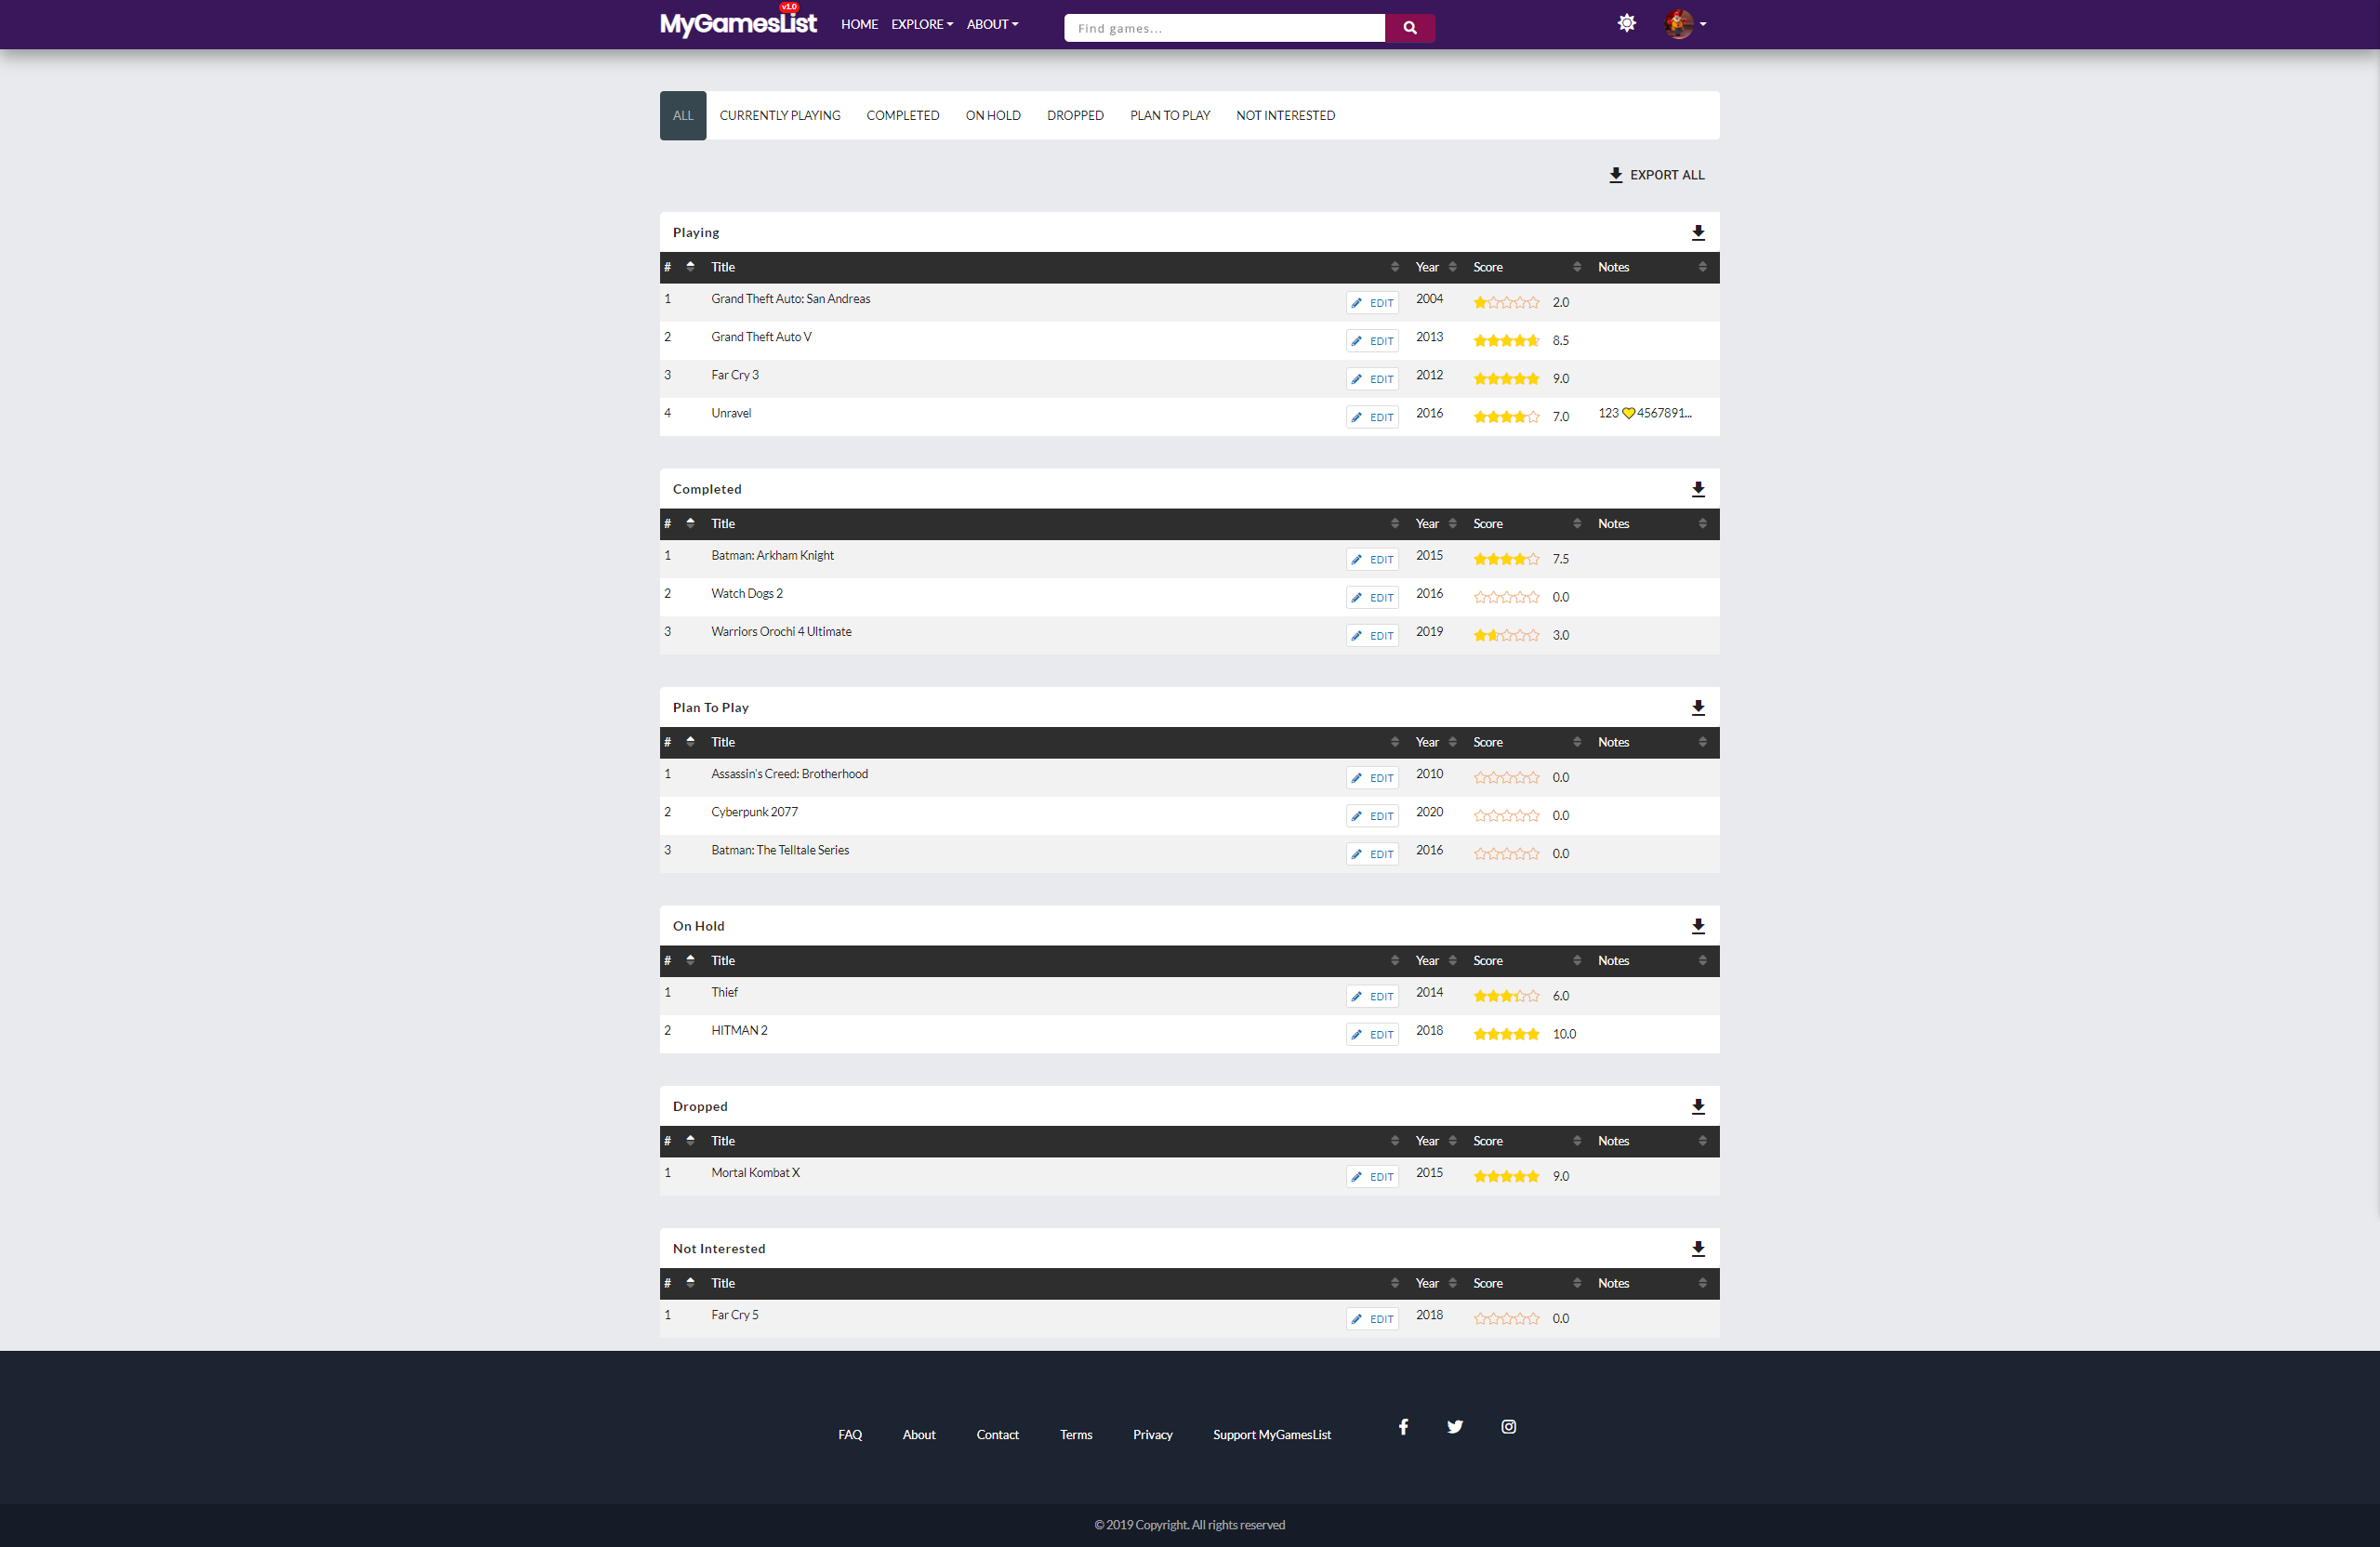 v1.0
MyGamesList HOME EXPLORE ABOUT Find games...
ALL CURRENTLY PLAYING COMPLETED ON HOLD DROPPED PLAN TO PLAY NOT INTERESTED
EXPORT ALL
Playing
# Title Year Score Notes
1 Grand Theft Auto: San Andreas EDIT 2004 2.0
2 Grand Theft Auto V EDIT 2013 8.5
3 Far Cry 3 EDIT 2012 9.0
4 Unravel EDIT 2016 7.0 123 💛 4567891...
Completed
# Title Year Score Notes
1 Batman: Arkham Knight EDIT 2015 7.5
2 Watch Dogs 2 EDIT 2016 0.0
3 Warriors Orochi 4 Ultimate EDIT 2019 3.0
Plan To Play
# Title Year Score Notes
1 Assassin's Creed: Brotherhood EDIT 2010 0.0
2 Cyberpunk 2077 EDIT 2020 0.0
3 Batman: The Telltale Series EDIT 2016 0.0
On Hold
# Title Year Score Notes
1 Thief EDIT 2014 6.0
2 HITMAN 2 EDIT 2018 10.0
Dropped
# Title Year Score Notes
1 Mortal Kombat X EDIT 2015 9.0
Not Interested
# Title Year Score Notes
1 Far Cry 5 EDIT 2018 0.0
FAQ About Contact Terms Privacy Support MyGamesList
© 2019 Copyright. All rights reserved